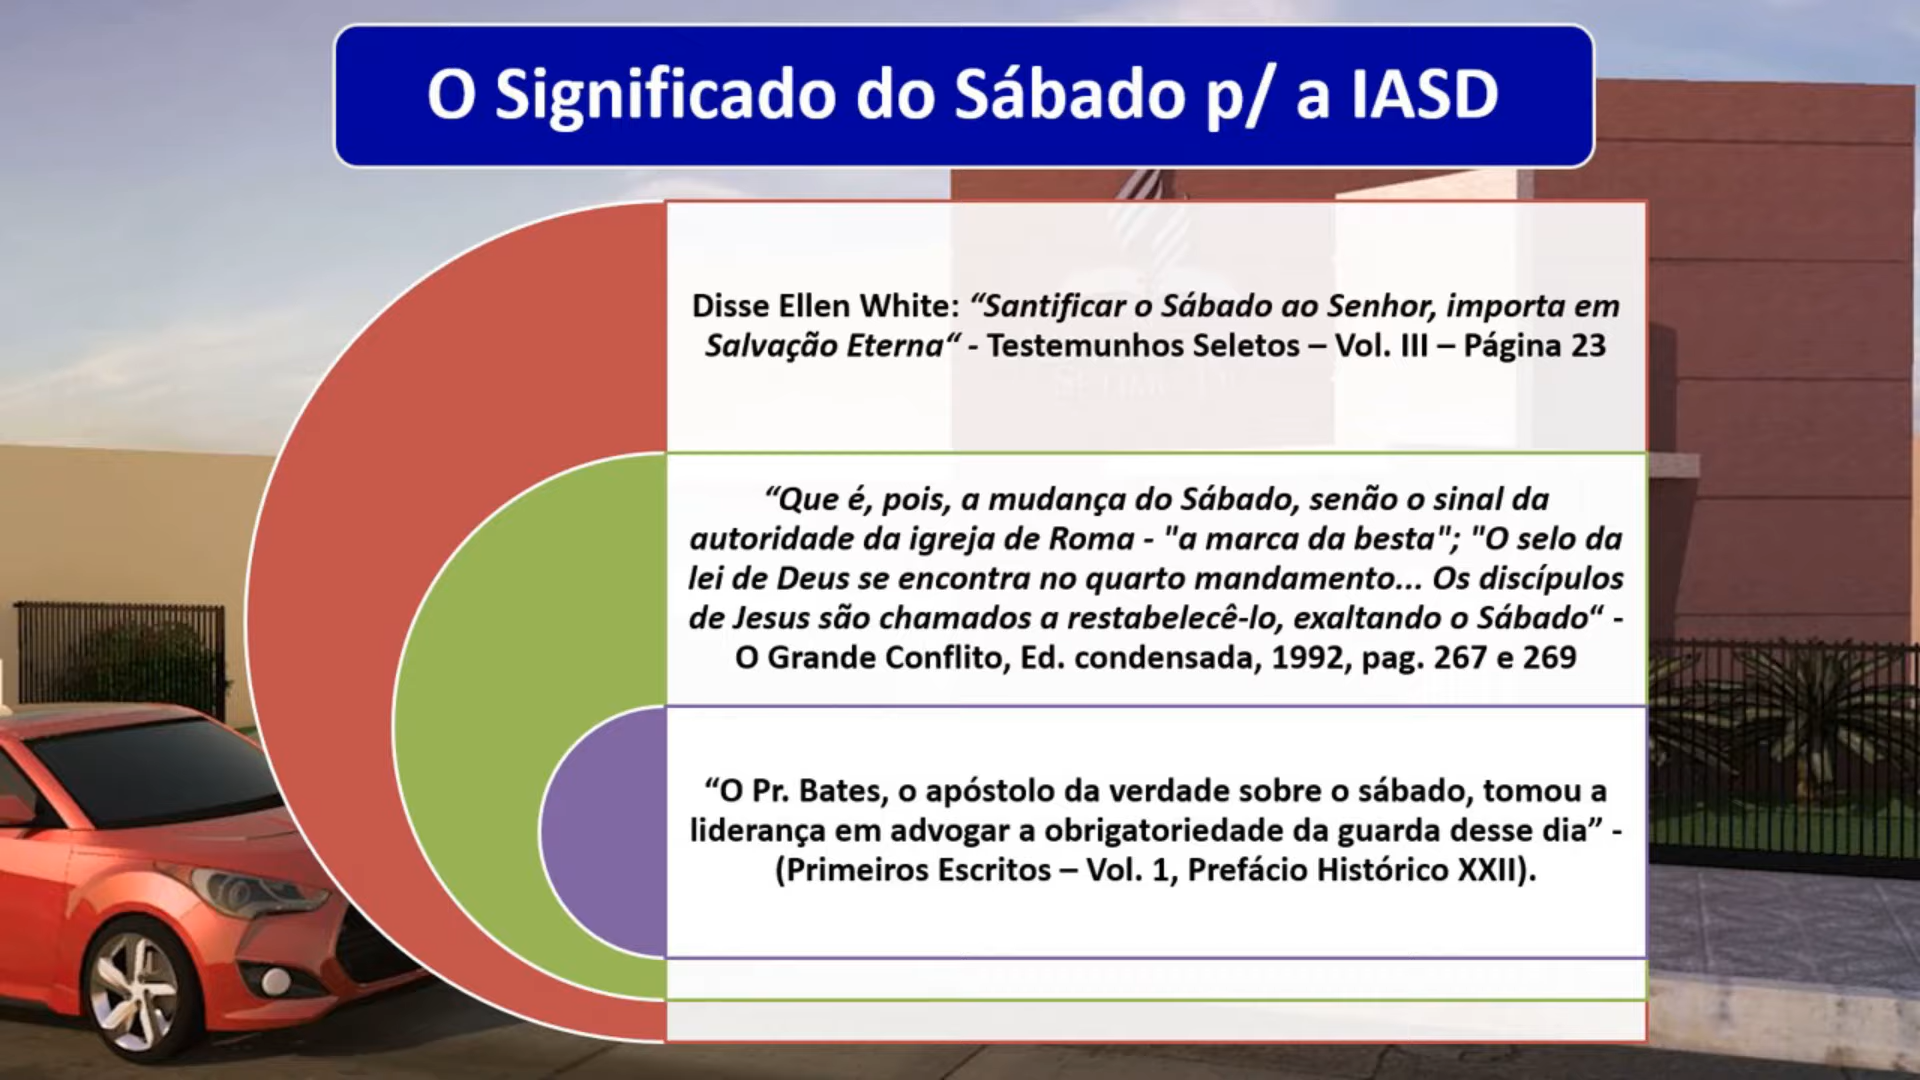 O Significado do Sábado p/ a IASD
Disse Ellen White: “Santificar o Sábado ao Senhor, importa em
Salvação Eterna“ - Testemunhos Seletos – Vol. III – Página 23
“Que é, pois, a mudança do Sábado, senão o sinal da
autoridade da igreja de Roma - "a marca da besta"; "O selo da
lei de Deus se encontra no quarto mandamento... Os discípulos
de Jesus são chamados a restabelecê-lo, exaltando o Sábado“ -
O Grande Conflito, Ed. condensada, 1992, pag. 267 e 269
“O Pr. Bates, o apóstolo da verdade sobre o sábado, tomou a
liderança em advogar a obrigatoriedade da guarda desse dia” -
(Primeiros Escritos – Vol. 1, Prefácio Histórico XXII).